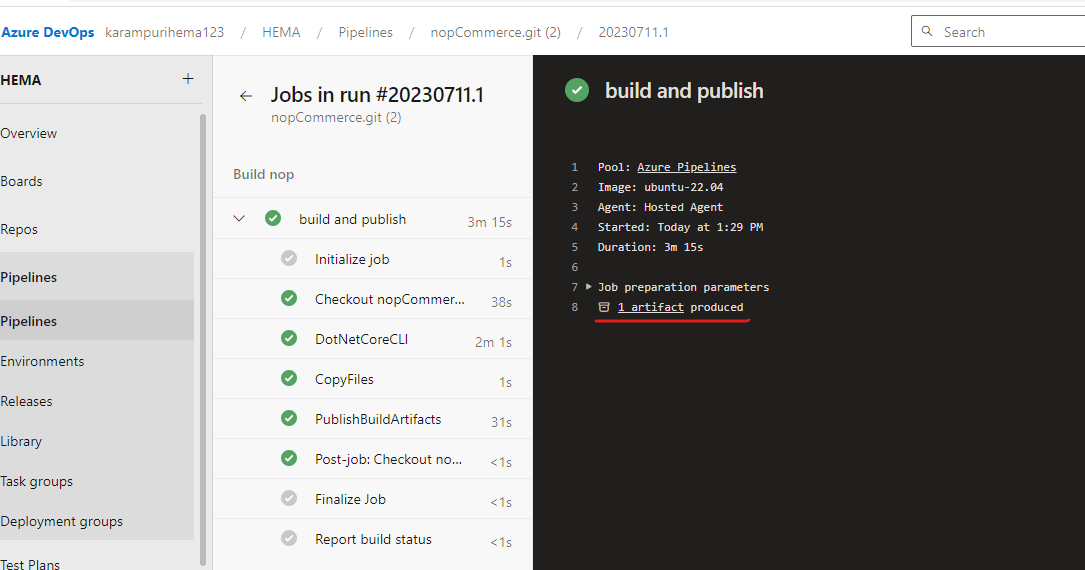 Azure DevOps karampurihema123 / HEMA / Pipelines / nopCommerce.git (2) / 20230711.1
Search
HEMA +
Overview
Boards
Repos
Pipelines
Pipelines
Environments
Releases
Library
Task groups
Deployment groups
Test Plans
Jobs in run #20230711.1
nopCommerce.git (2)
Build nop
build and publish 3m 15s
Initialize job 1s
Checkout nopCommer... 38s
DotNetCoreCLI 2m 1s
CopyFiles 1s
PublishBuildArtifacts 31s
Post-job: Checkout no... <1s
Finalize Job <1s
Report build status <1s
build and publish
1 Pool: Azure Pipelines
2 Image: ubuntu-22.04
3 Agent: Hosted Agent
4 Started: Today at 1:29 PM
5 Duration: 3m 15s
6
7 Job preparation parameters
8 1 artifact produced